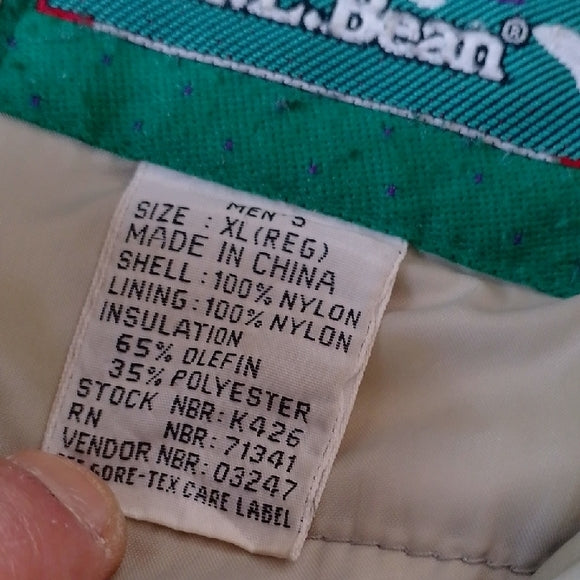 L.L.Bean®
MEN'S
SIZE : XL(REG)
MADE IN CHINA
SHELL: 100% NYLON
LINING: 100% NYLON
INSULATION
65% OLEFIN
35% POLYESTER
STOCK NBR: K426
RN NBR: 71341
VENDOR NBR: 03247
GORE-TEX CARE LABEL